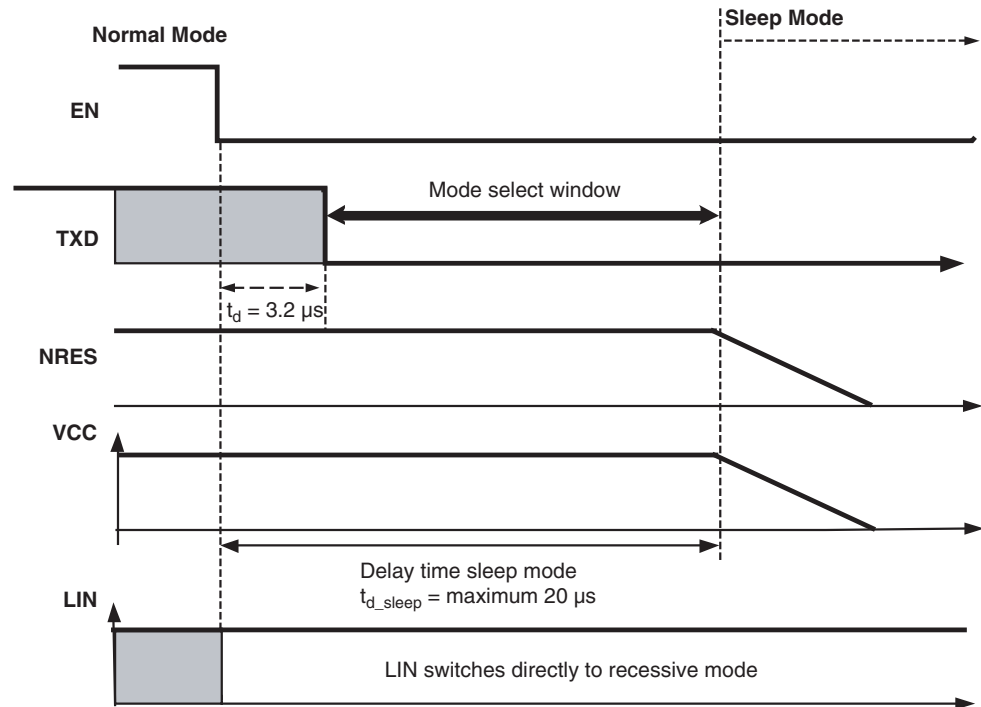 Sleep Mode
Normal Mode
EN
Mode select window
TXD
td = 3.2 µs
NRES
VCC
Delay time sleep mode
td_sleep = maximum 20 µs
LIN
LIN switches directly to recessive mode